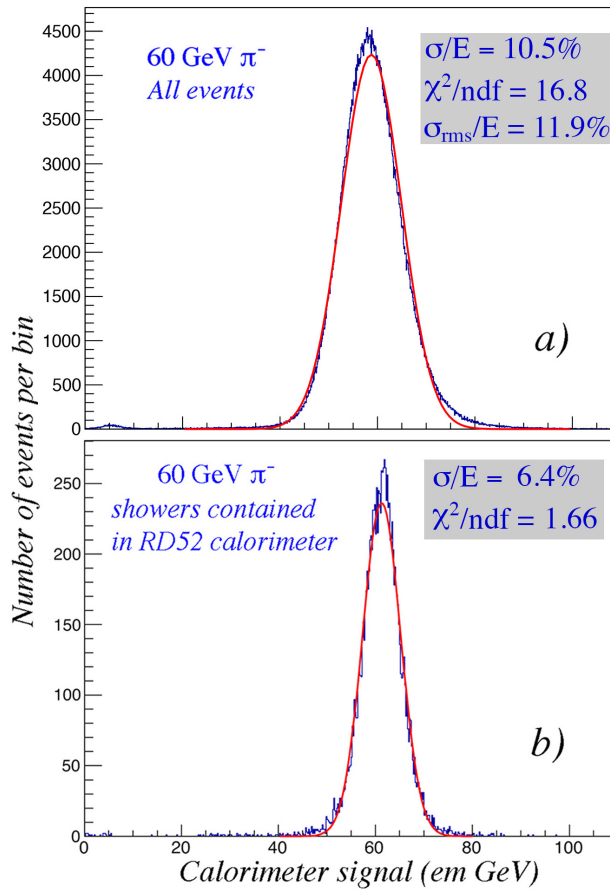 4500
4000
3500
3000
2500
2000
1500
1000
500
0
60 GeV π⁻
All events
σ/E = 10.5%
χ²/ndf = 16.8
σrms/E = 11.9%
a)
Number of events per bin
250
200
150
100
50
0
60 GeV π⁻
showers contained
in RD52 calorimeter
σ/E = 6.4%
χ²/ndf = 1.66
b)
0 20 40 60 80 100
Calorimeter signal (em GeV)